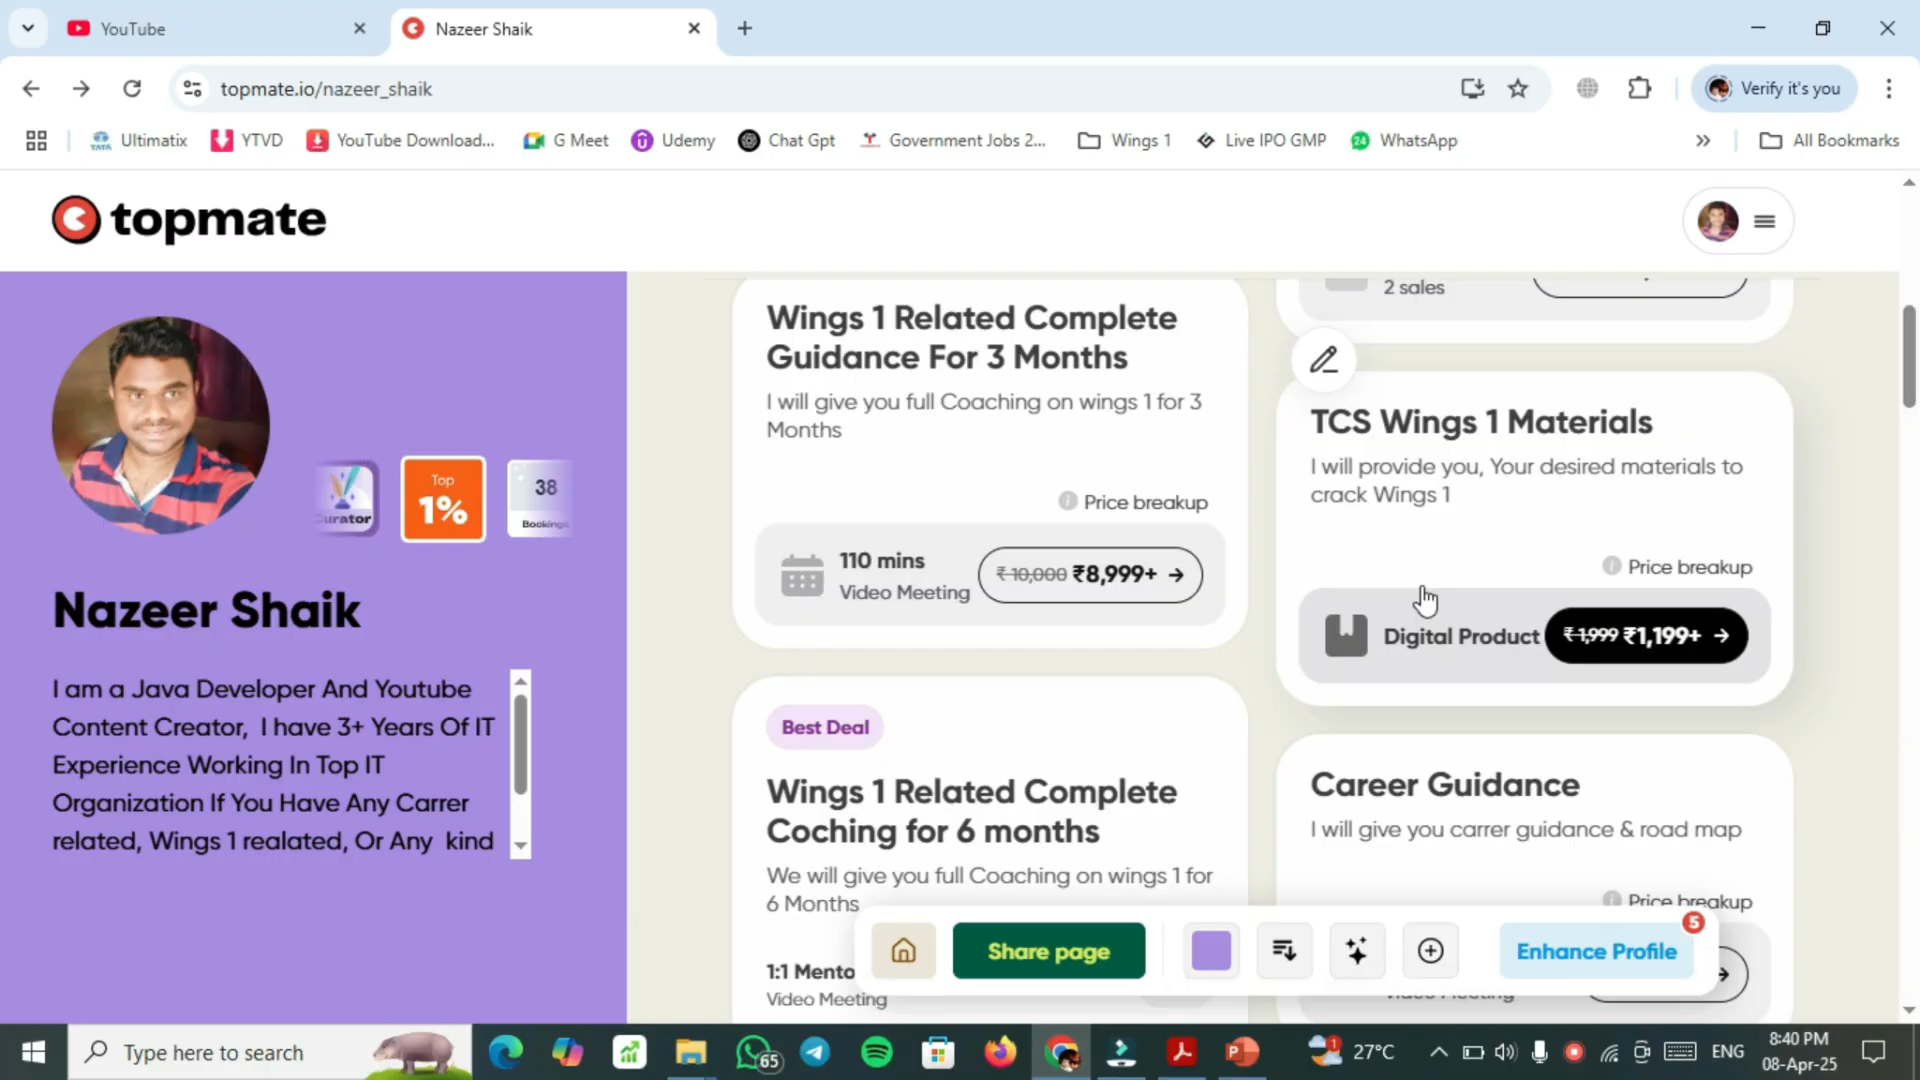 YouTube
Nazeer Shaik
topmate.io/nazeer_shaik
Verify it's you
Ultimatix
YTVD
YouTube Download...
G Meet
Udemy
Chat Gpt
Government Jobs 2...
Wings 1
Live IPO GMP
24
WhatsApp
All Bookmarks
topmate
Curator
Top
1%
38
Bookings
Nazeer Shaik
I am a Java Developer And Youtube
Content Creator, I have 3+ Years Of IT
Experience Working In Top IT
Organization If You Have Any Carrer
related, Wings 1 realated, Or Any kind
Wings 1 Related Complete
Guidance For 3 Months
I will give you full Coaching on wings 1 for 3
Months
Price breakup
110 mins
Video Meeting
₹10,000 ₹8,999+ →
Best Deal
Wings 1 Related Complete
Coching for 6 months
We will give you full Coaching on wings 1 for
6 Months
1:1 Mento
Video Meeting
2 sales
TCS Wings 1 Materials
I will provide you, Your desired materials to
crack Wings 1
Price breakup
Digital Product
₹1,999 ₹1,199+ →
Career Guidance
I will give you carrer guidance & road map
Price breakup
Video Meeting
Share page
Enhance Profile
5
Type here to search
65
1
27°C
ENG
8:40 PM
08-Apr-25